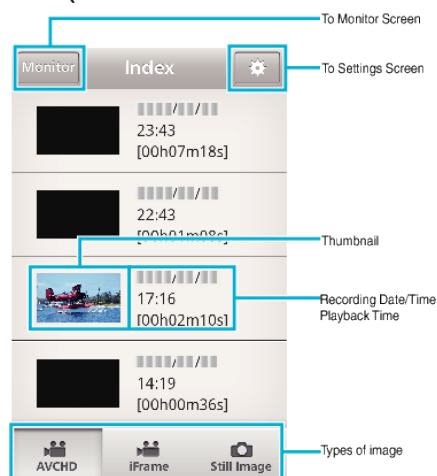 To Monitor Screen
Monitor
Index
To Settings Screen
23:43
[00h07m18s]
22:43
[00h01m08s]
Thumbnail
17:16
[00h02m10s]
Recording Date/Time
Playback Time
14:19
[00h00m36s]
AVCHD
iFrame
Still Image
Types of image